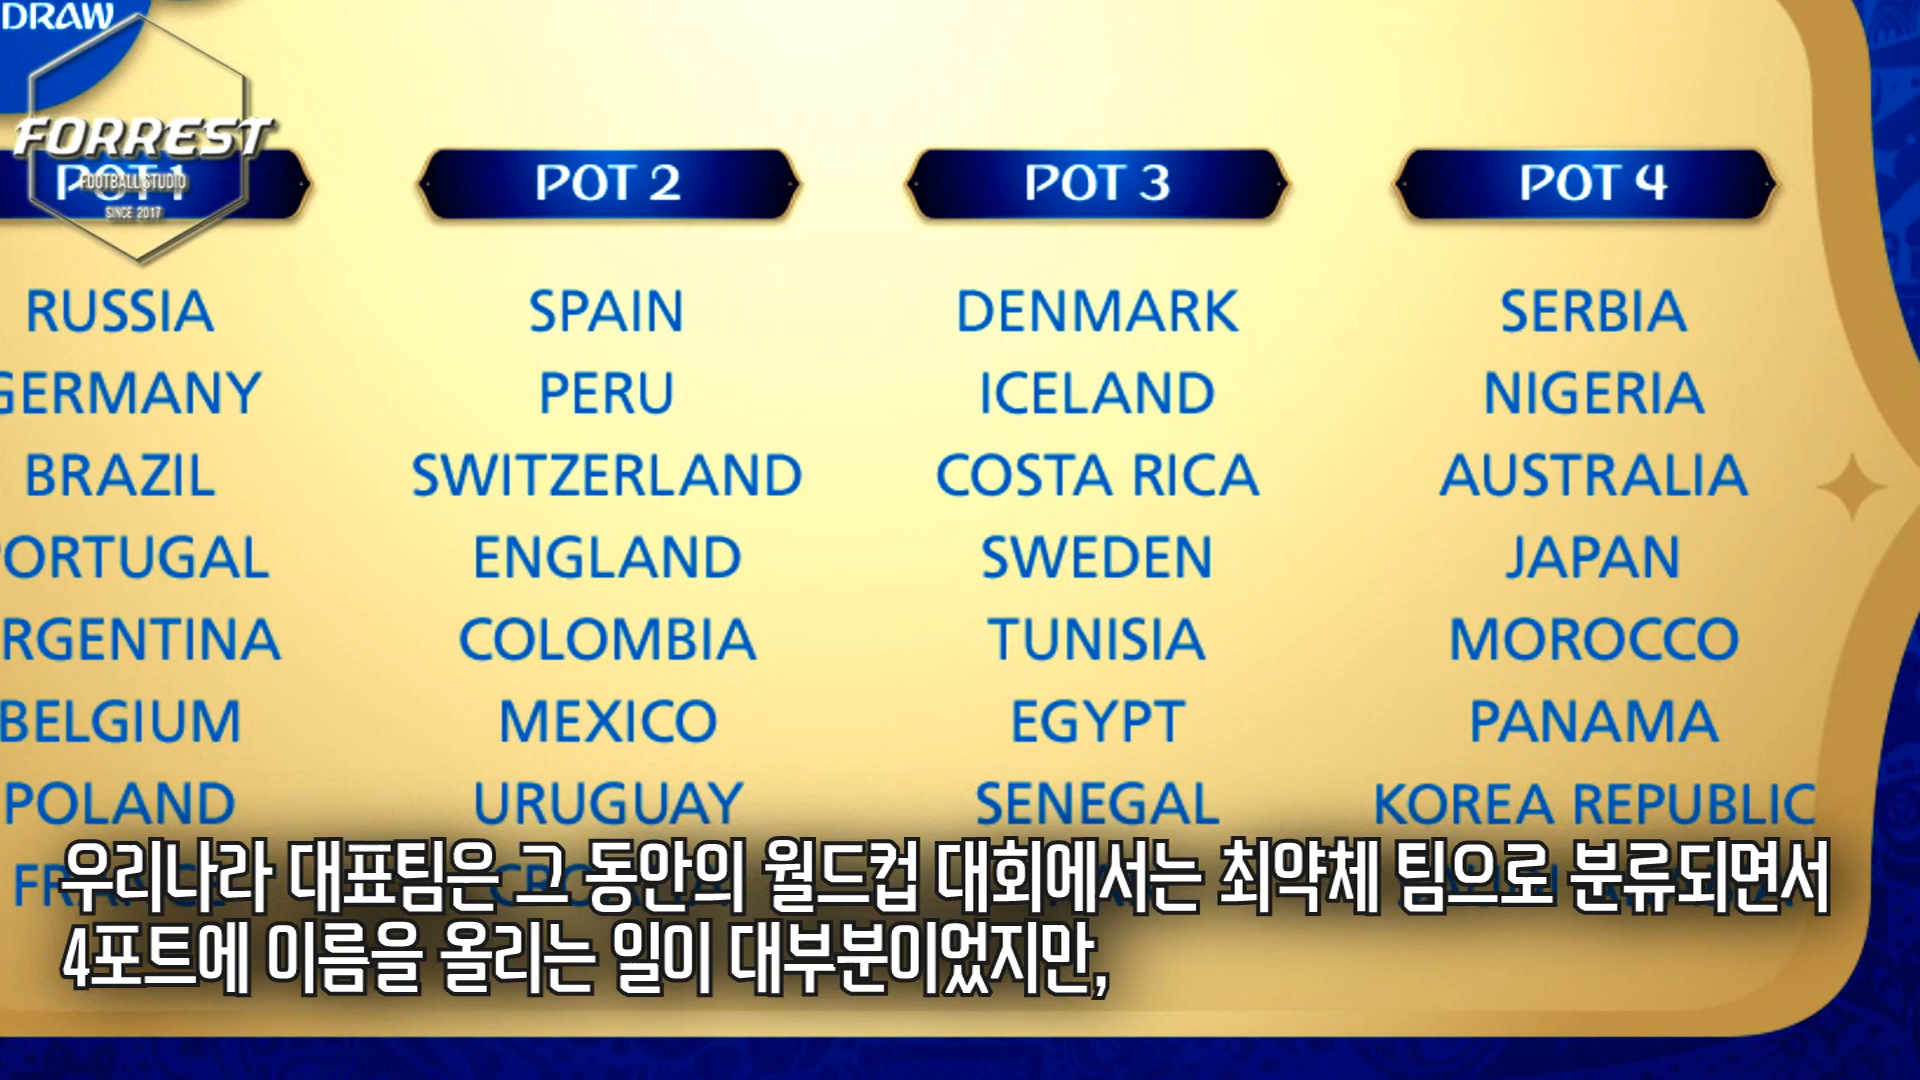 DRAW
FORREST
FOOTBALL STUDIO
SINCE 2017
POT 1
POT 2
POT 3
POT 4
RUSSIA
SPAIN
DENMARK
SERBIA
GERMANY
PERU
ICELAND
NIGERIA
BRAZIL
SWITZERLAND
COSTA RICA
AUSTRALIA
PORTUGAL
ENGLAND
SWEDEN
JAPAN
RGENTINA
COLOMBIA
TUNISIA
MOROCCO
BELGIUM
MEXICO
EGYPT
PANAMA
POLAND
URUGUAY
SENEGAL
KOREA REPUBLIC
우리나라 대표팀은 그 동안의 월드컵 대회에서는 최약체 팀으로 분류되면서
4포트에 이름을 올리는 일이 대부분이었지만,